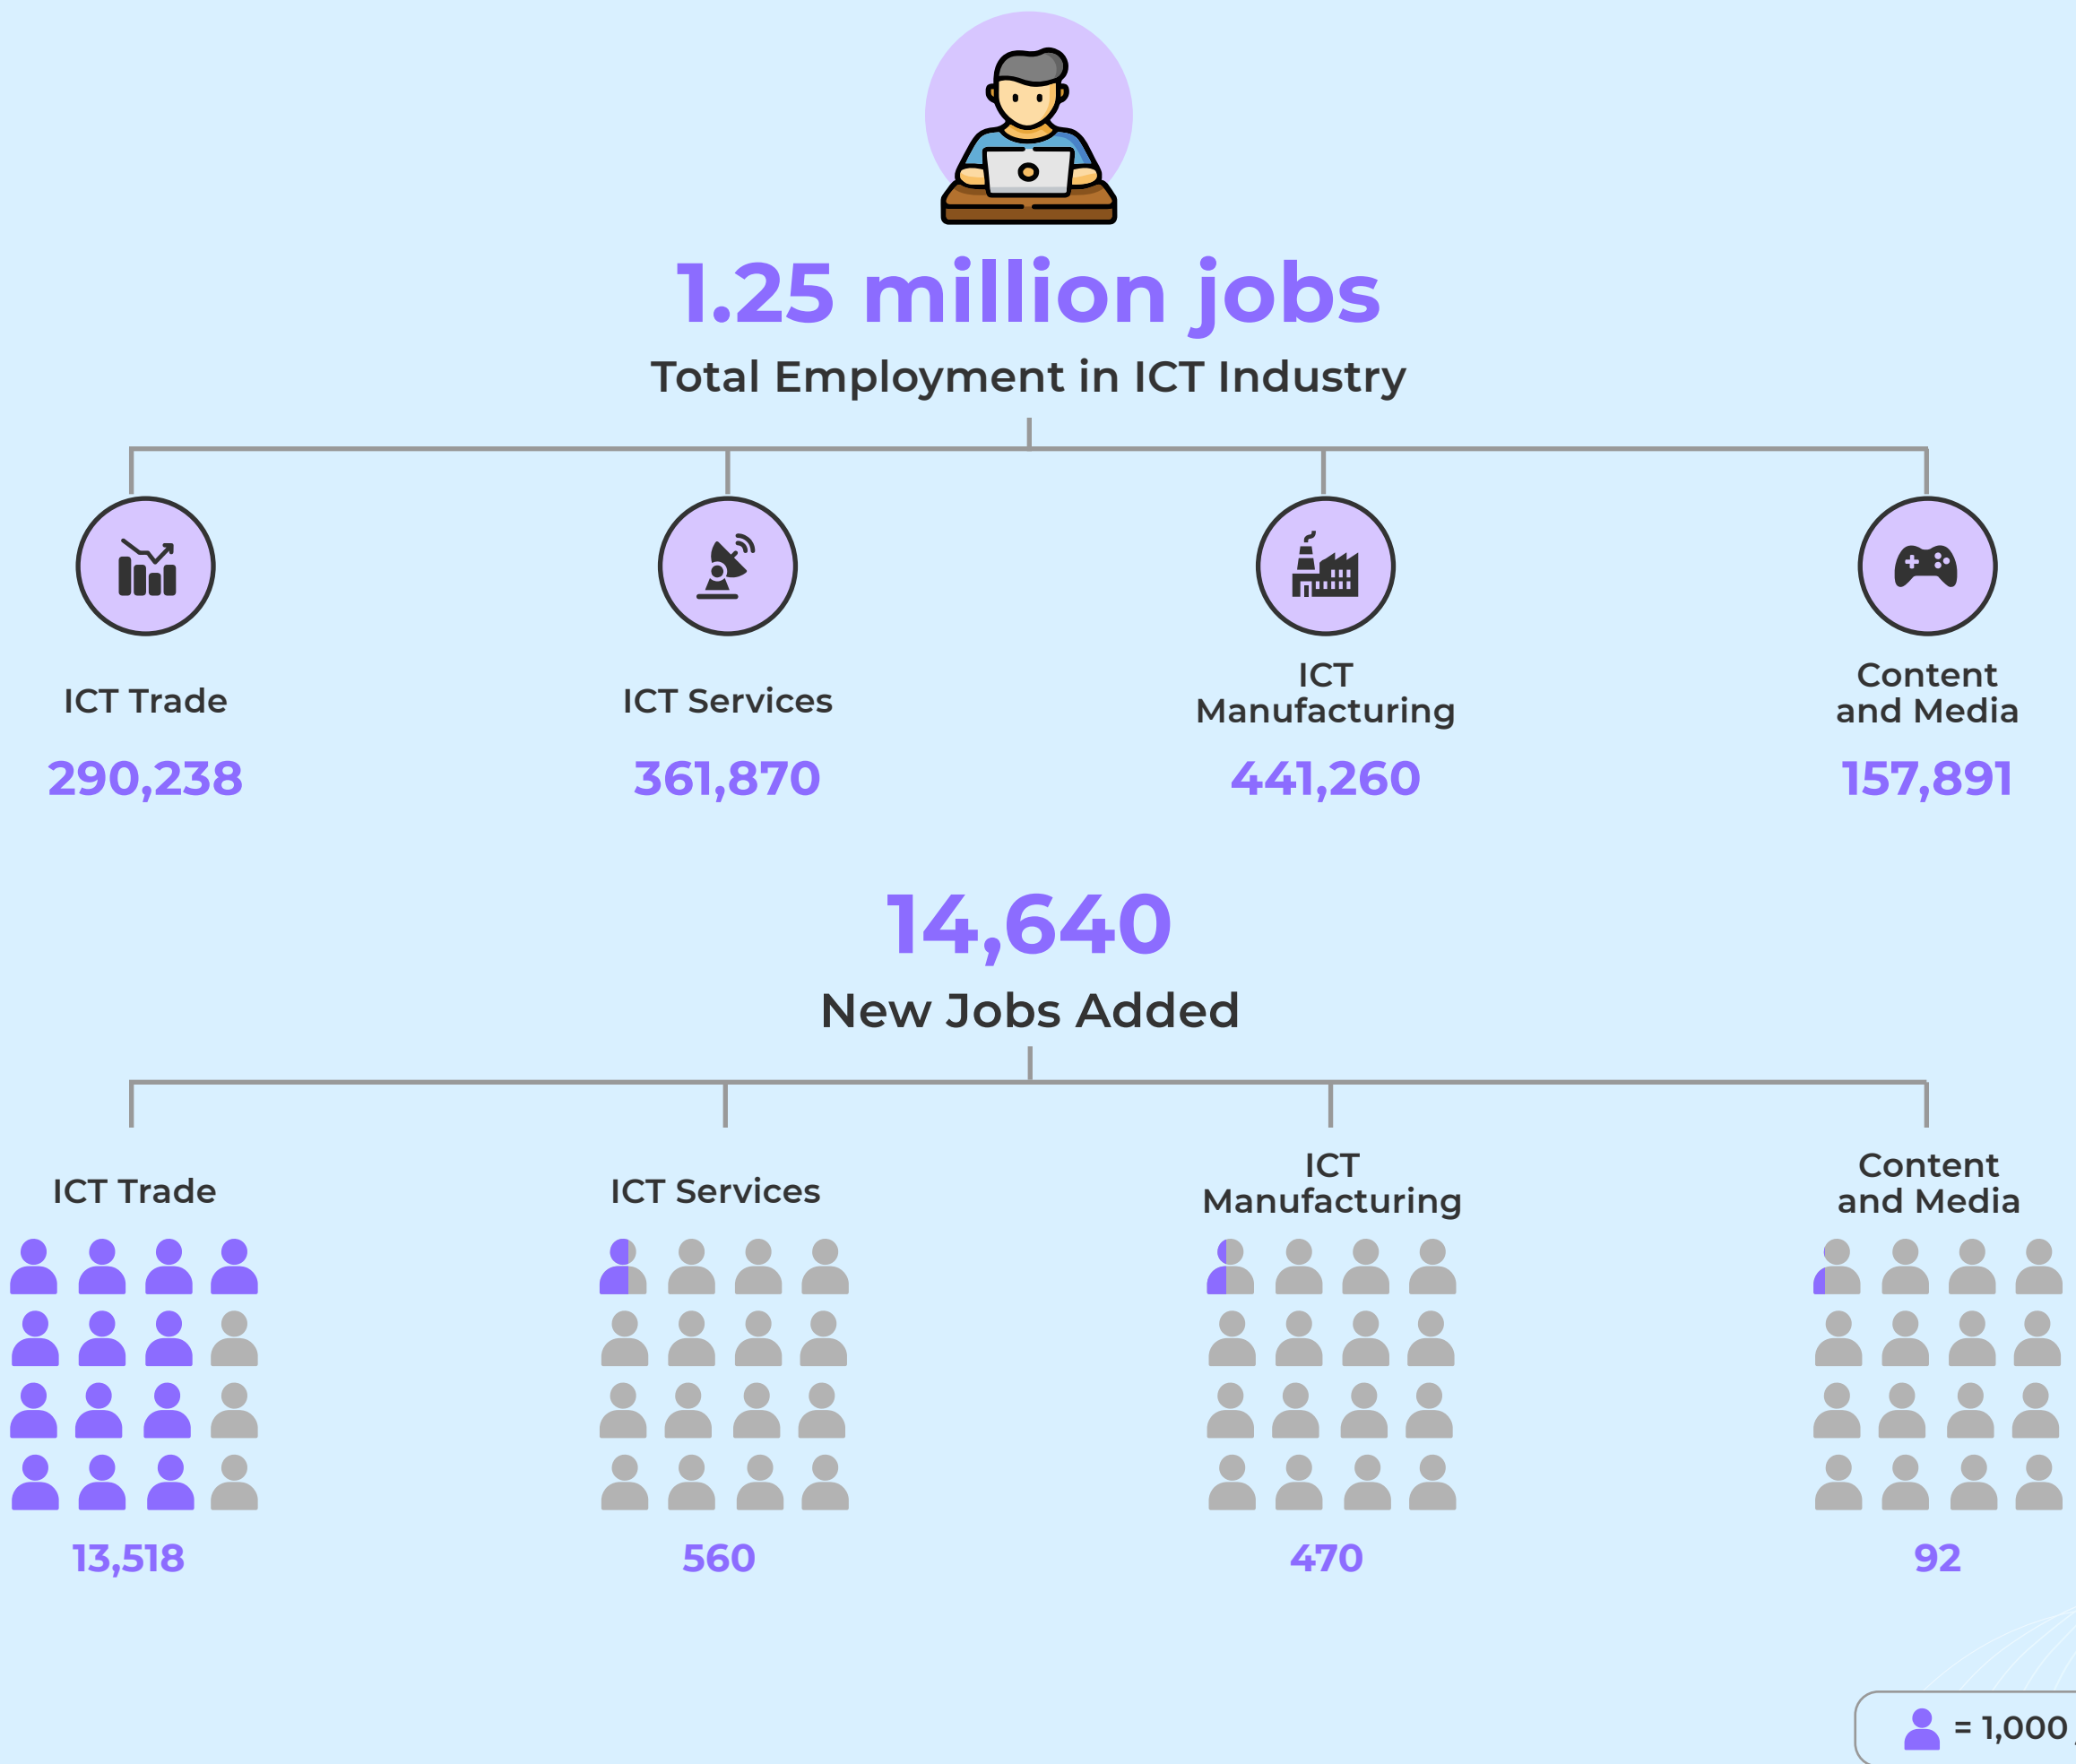 1.25 million jobs
Total Employment in ICT Industry
ICT Trade
290,238
ICT Services
361,870
ICT
Manufacturing
441,260
Content
and Media
157,891
14,640
New Jobs Added
ICT Trade
13,518
ICT Services
560
ICT
Manufacturing
470
Content
and Media
92
= 1,000